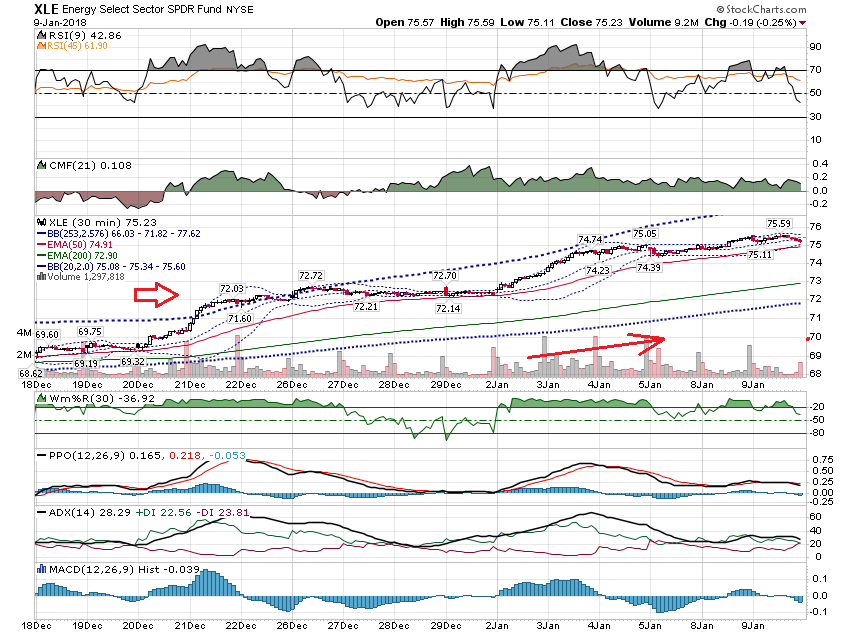 XLE Energy Select Sector SPDR Fund NYSE
© StockCharts.com
9-Jan-2018
Open 75.57 High 75.59 Low 75.11 Close 75.23 Volume 9.2M Chg -0.19 (-0.25%)
RSI(9) 42.86
RSI(45) 61.90
90
70
50
30
10
CMF(21) 0.108
0.4
0.2
0.0
-0.2
XLE (30 min) 75.23
BB(253,2.576) 66.03 - 71.82 - 77.62
EMA(50) 74.91
EMA(200) 72.90
BB(20,2.0) 75.08 - 75.34 - 75.60
Volume 1,297,818
76
75
74
73
72
71
70
69
68
4M
2M
69.60
69.75
72.03
72.72
72.70
74.74
75.05
75.59
68.62
69.19
69.32
71.60
72.21
72.14
74.23
74.39
75.11
18Dec 19Dec 20Dec 21Dec 22Dec 26Dec 27Dec 28Dec 29Dec 2Jan 3Jan 4Jan 5Jan 8Jan 9Jan
Wm%R(30) -36.92
-20
-50
-80
PPO(12,26,9) 0.165, 0.218, -0.053
0.75
0.50
0.25
0.00
-0.25
ADX(14) 28.29 +DI 22.56 -DI 23.81
60
40
20
0
MACD(12,26,9) Hist -0.039
0.1
0.0
-0.1
18Dec 19Dec 20Dec 21Dec 22Dec 26Dec 27Dec 28Dec 29Dec 2Jan 3Jan 4Jan 5Jan 8Jan 9Jan